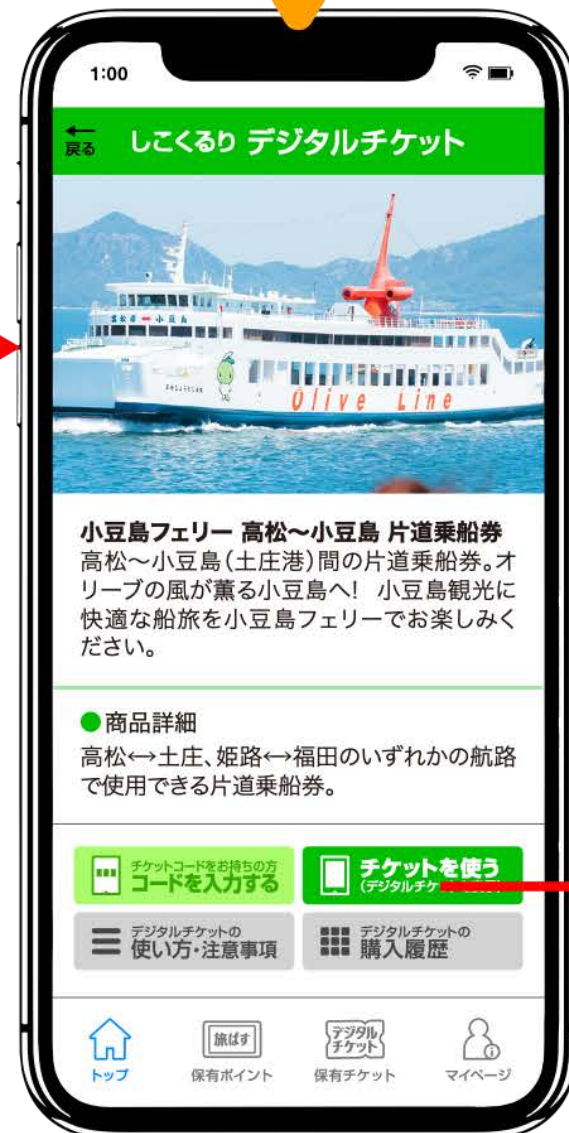 1:00
戻る
しこくるり デジタルチケット
Olive Line
小豆島フェリー 高松～小豆島 片道乗船券
高松～小豆島（土庄港）間の片道乗船券。オ
リーブの風が薫る小豆島へ！ 小豆島観光に
快適な船旅を小豆島フェリーでお楽しみく
ださい。
●商品詳細
高松↔土庄、姫路↔福田のいずれかの航路
で使用できる片道乗船券。
チケットコードをお持ちの方
コードを入力する
チケットを使う
(デジタルチケ
デジタルチケットの
使い方・注意事項
デジタルチケットの
購入履歴
トップ
旅ぱす
保有ポイント
デジタル
チケット
保有チケット
マイページ